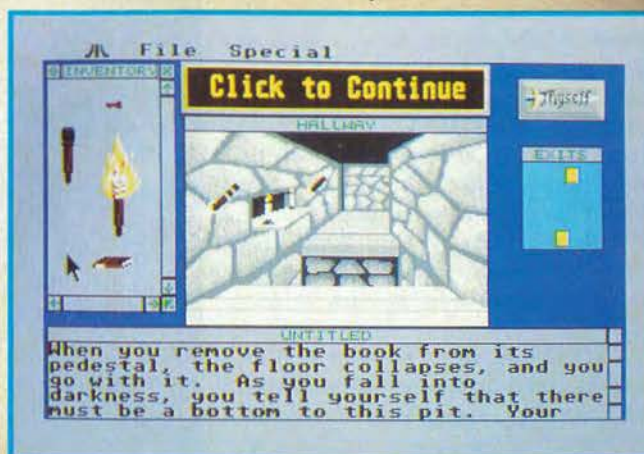 File Special
INVENTORY
Click to Continue
HALLWAY
Thyself
EXITS
UNTITLED
When you remove the book from its
pedestal, the floor collapses, and you
go with it. As you fall into
darkness, you tell yourself that there
must be a bottom to this pit. Your